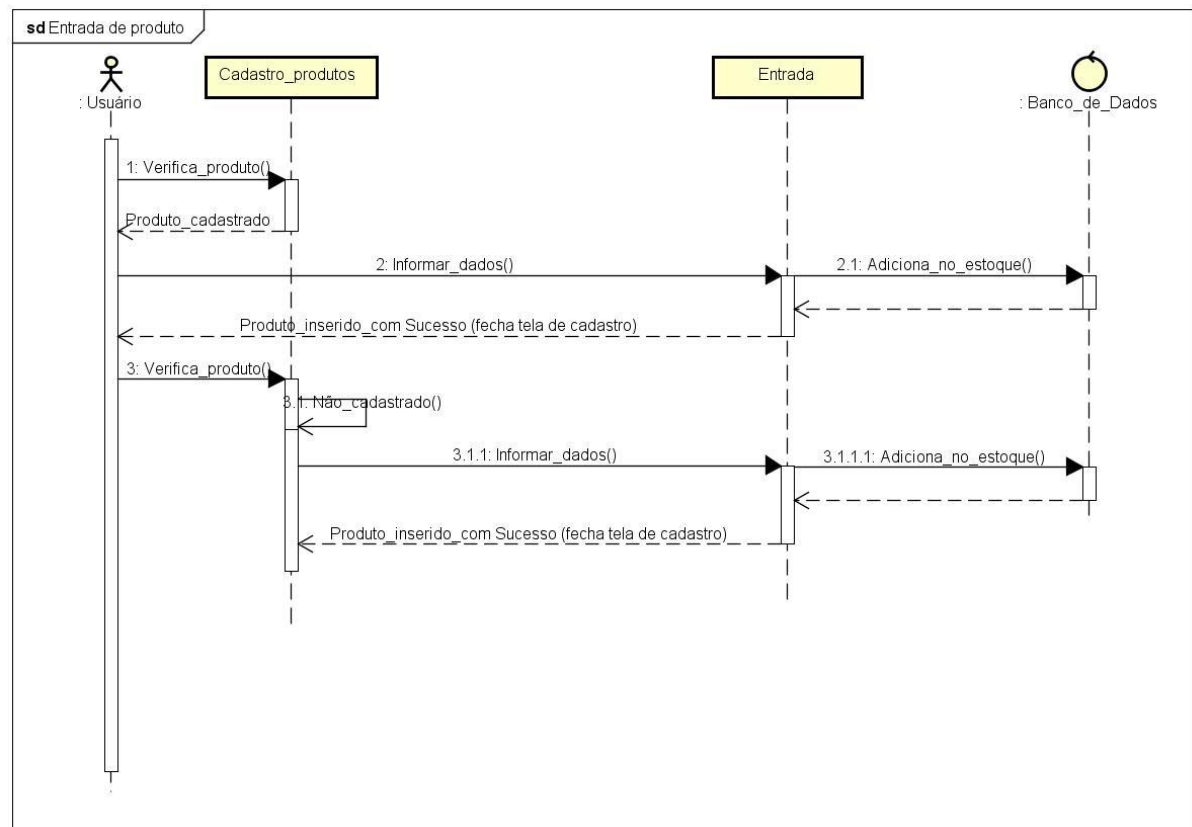 sd Entrada de produto
Cadastro_produtos
Entrada
: Usuário
: Banco_de_Dados
1: Verifica_produto()
Produto_cadastrado
2: Informar_dados()
2.1: Adiciona_no_estoque()
Produto_inserido_com Sucesso (fecha tela de cadastro)
3: Verifica_produto()
3.1: Não_cadastrado()
3.1.1: Informar_dados()
3.1.1.1: Adiciona_no_estoque()
Produto_inserido_com Sucesso (fecha tela de cadastro)